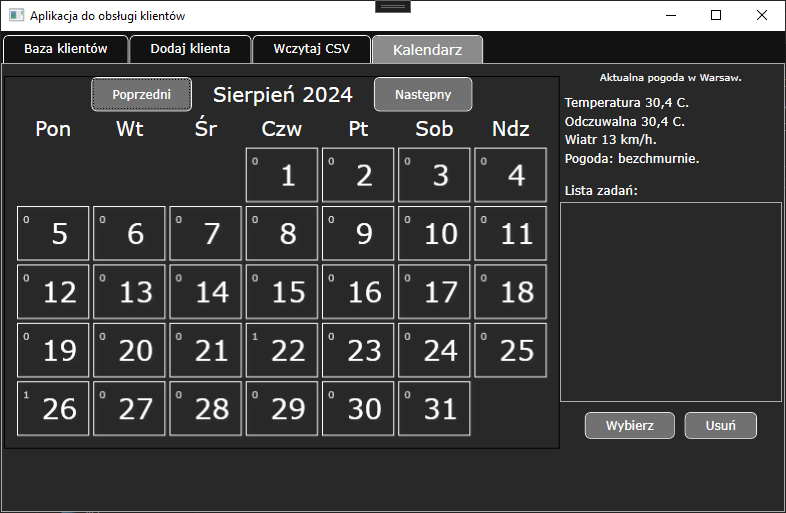 Aplikacja do obsługi klientów
Baza klientów Dodaj klienta Wczytaj CSV Kalendarz
Poprzedni Sierpień 2024 Następny
Pon Wt Śr Czw Pt Sob Ndz
0 1 0 2 0 3 0 4
0 5 0 6 0 7 0 8 0 9 0 10 0 11
0 12 0 13 0 14 0 15 0 16 0 17 0 18
0 19 0 20 0 21 1 22 0 23 0 24 0 25
1 26 0 27 0 28 0 29 0 30 0 31
Aktualna pogoda w Warsaw.
Temperatura 30,4 C.
Odczuwalna 30,4 C.
Wiatr 13 km/h.
Pogoda: bezchmurnie.
Lista zadań:
Wybierz Usuń